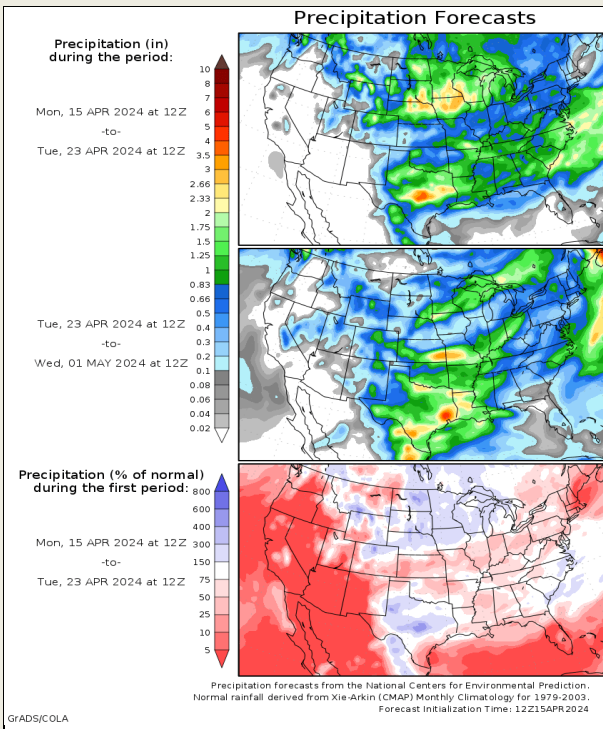 Precipitation Forecasts
Precipitation (in)
during the period:
Mon, 15 APR 2024 at 12Z
-to-
Tue, 23 APR 2024 at 12Z
10
8
7
6
5
4
3.5
3
2.66
2.33
2
1.75
1.5
1.25
1
0.83
0.66
0.5
0.4
0.3
0.2
0.1
0.08
0.06
0.04
0.02
Tue, 23 APR 2024 at 12Z
-to-
Wed, 01 MAY 2024 at 12Z
Precipitation (% of normal)
during the first period:
Mon, 15 APR 2024 at 12Z
-to-
Tue, 23 APR 2024 at 12Z
800
600
400
300
150
75
50
25
10
5
Precipitation forecasts from the National Centers for Environmental Prediction.
Normal rainfall derived from Xie-Arkin (CMAP) Monthly Climatology for 1979-2003.
Forecast Initialization Time: 12Z15APR2024
GrADS/COLA